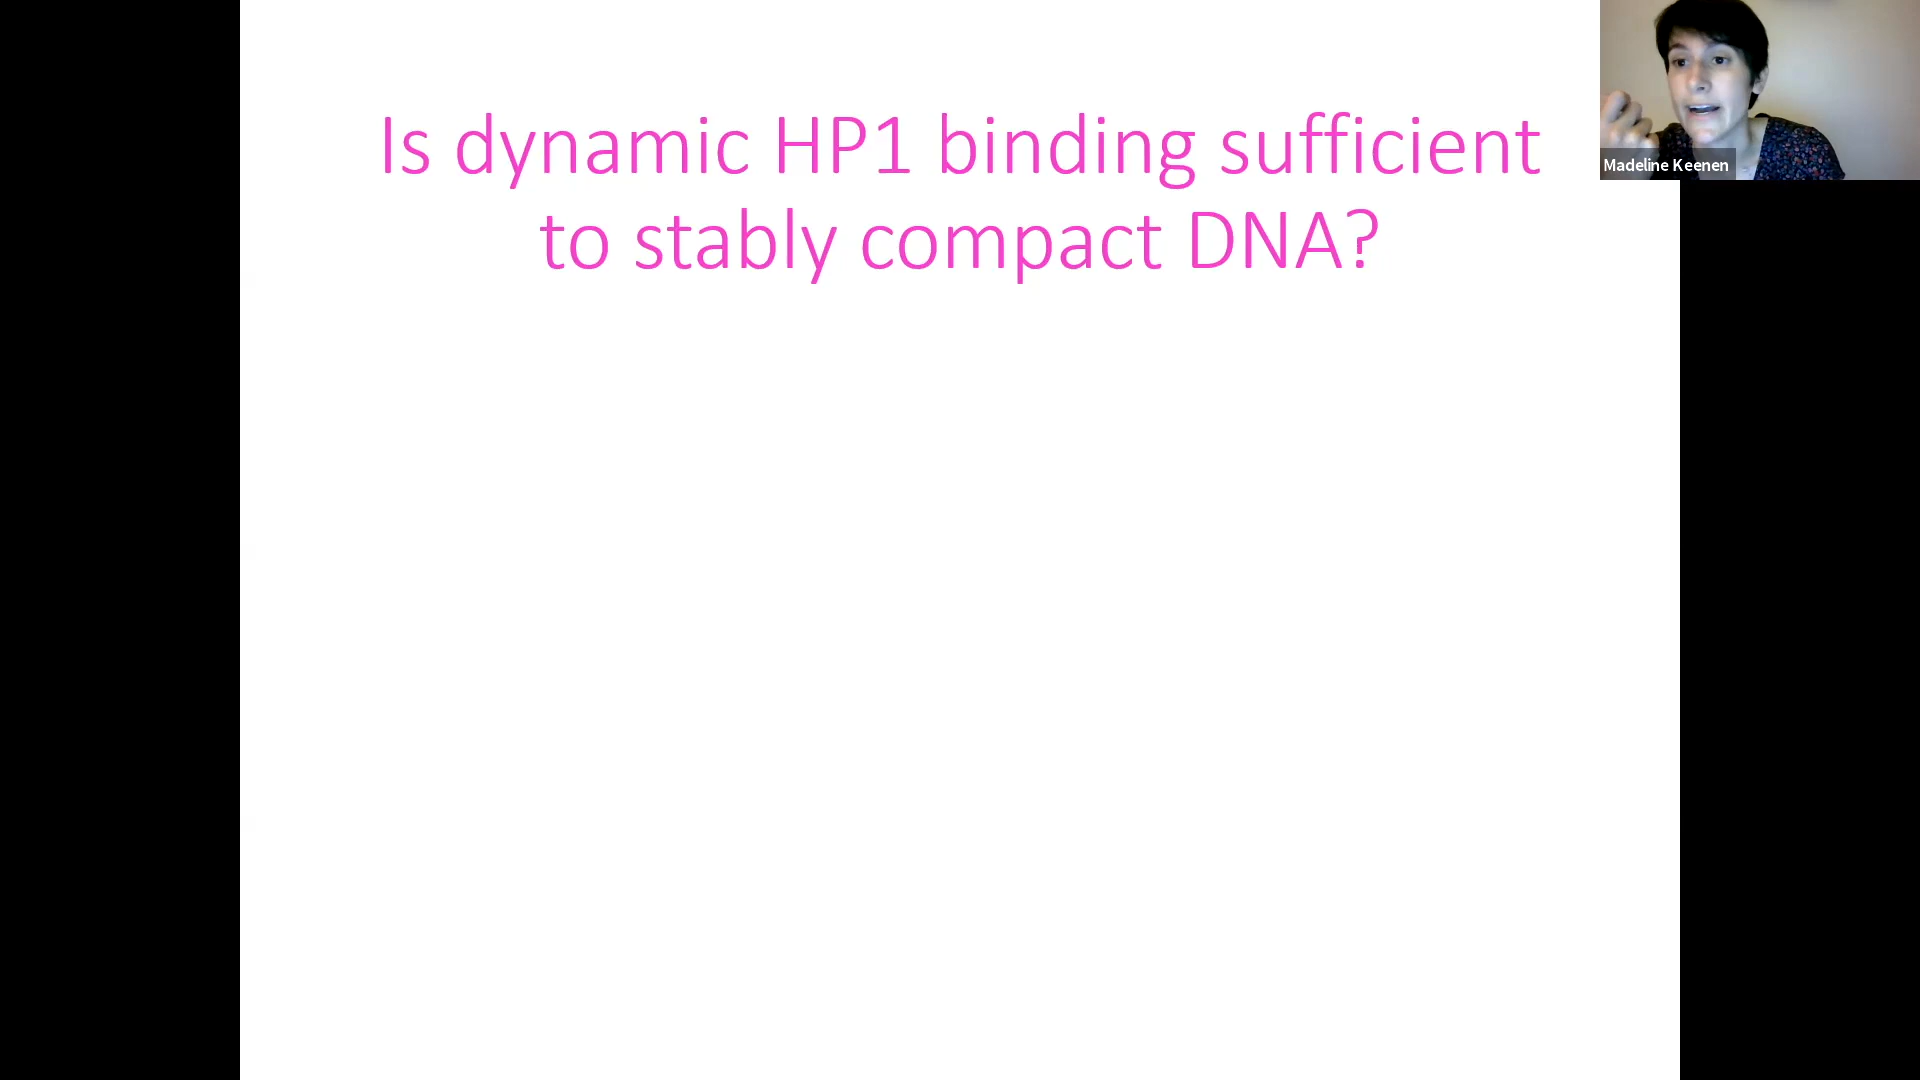 Is dynamic HP1 binding sufficient
to stably compact DNA?
Madeline Keenen